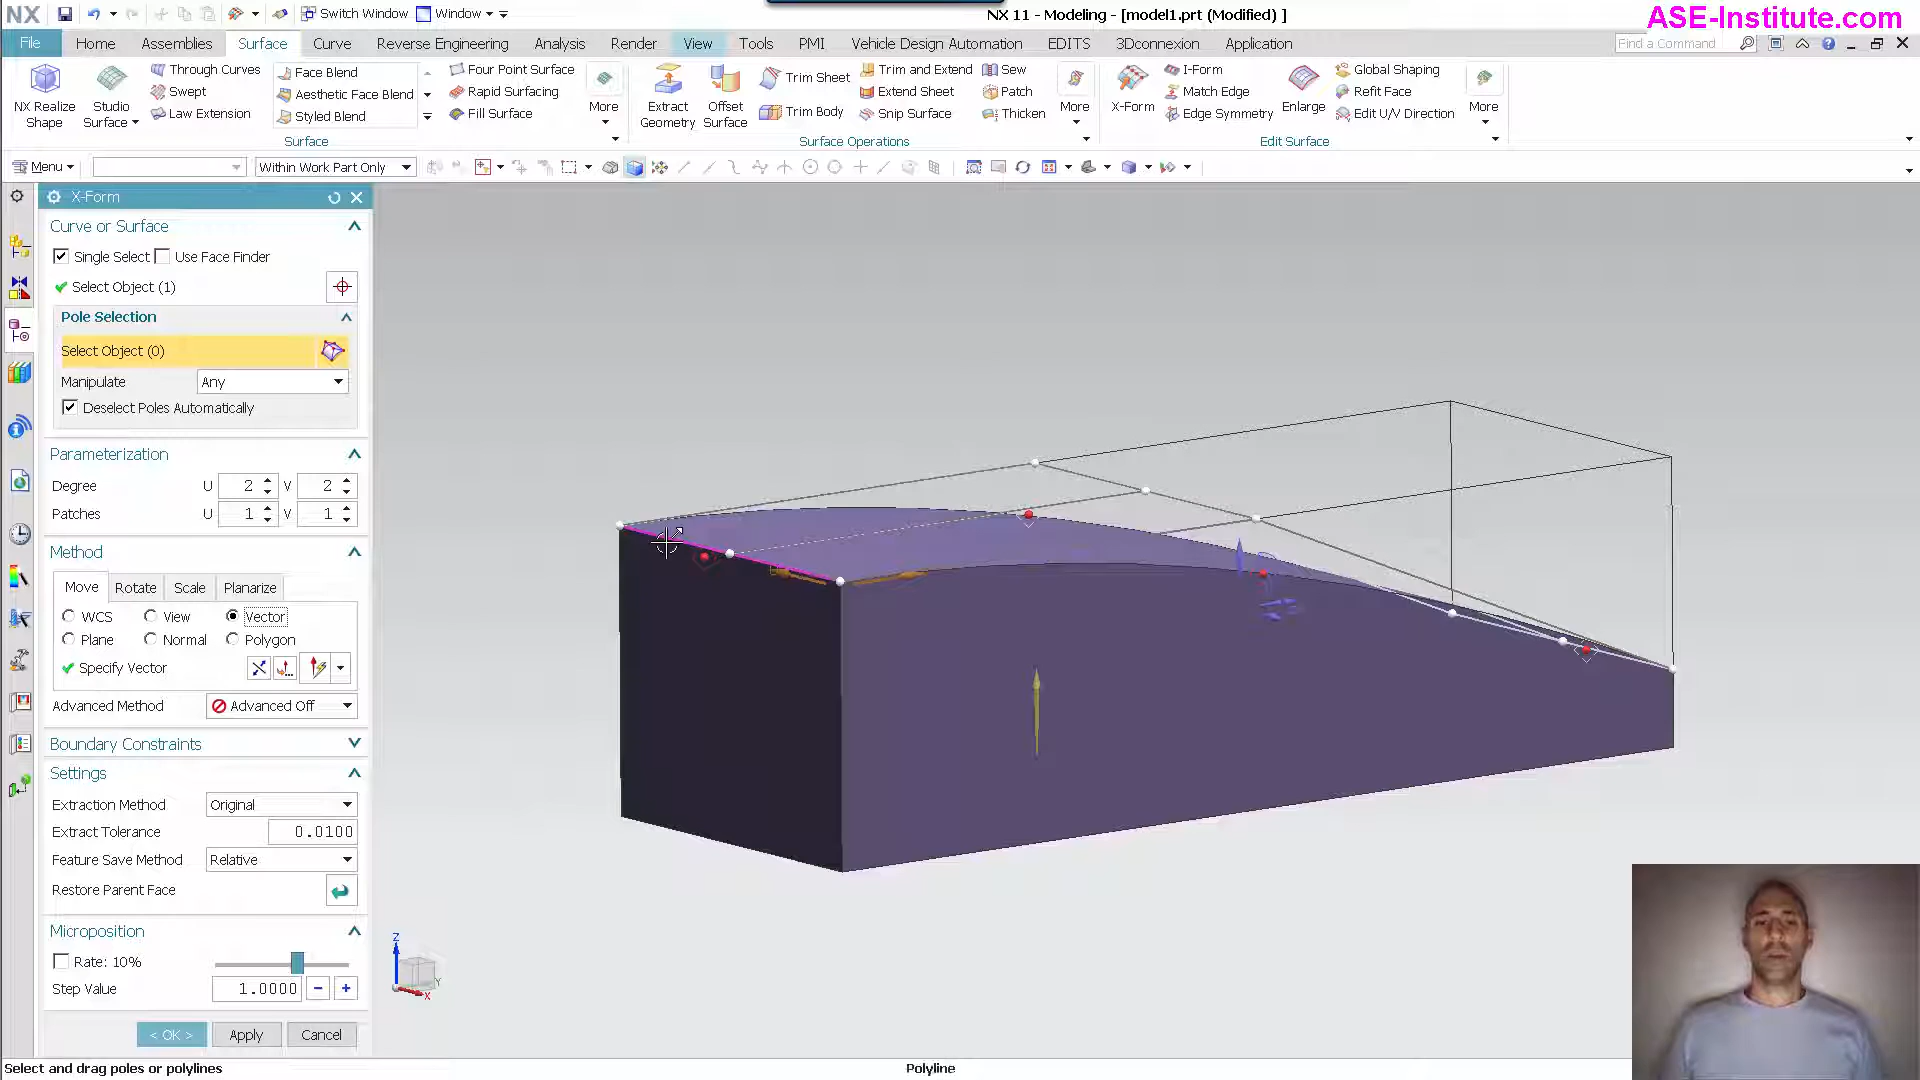 NX
Switch Window
Window
NX 11 - Modeling - [model1.prt (Modified) ]
ASE-Institute.com
File
Home
Assemblies
Surface
Curve
Reverse Engineering
Analysis
Render
View
Tools
PMI
Vehicle Design Automation
EDITS
3Dconnexion
Application
Find a Command
NX Realize
Shape
Studio
Surface
Through Curves
Swept
Law Extension
Face Blend
Aesthetic Face Blend
Styled Blend
Four Point Surface
Rapid Surfacing
Fill Surface
More
Surface
Extract
Geometry
Offset
Surface
Trim Sheet
Trim Body
Trim and Extend
Extend Sheet
Snip Surface
Sew
Patch
Thicken
More
Surface Operations
X-Form
I-Form
Match Edge
Edge Symmetry
Enlarge
Global Shaping
Refit Face
Edit U/V Direction
More
Edit Surface
Menu
Within Work Part Only
X-Form
Curve or Surface
Single Select
Use Face Finder
Select Object (1)
Pole Selection
Select Object (0)
Manipulate
Any
Deselect Poles Automatically
Parameterization
Degree U 2 V 2
Patches U 1 V 1
Method
Move Rotate Scale Planarize
WCS View Vector
Plane Normal Polygon
Specify Vector
Advanced Method Advanced Off
Boundary Constraints
Settings
Extraction Method Original
Extract Tolerance 0.0100
Feature Save Method Relative
Restore Parent Face
Microposition
Rate: 10%
Step Value 1.0000 - +
< OK > Apply Cancel
Z
Y
X
Select and drag poles or polylines
Polyline